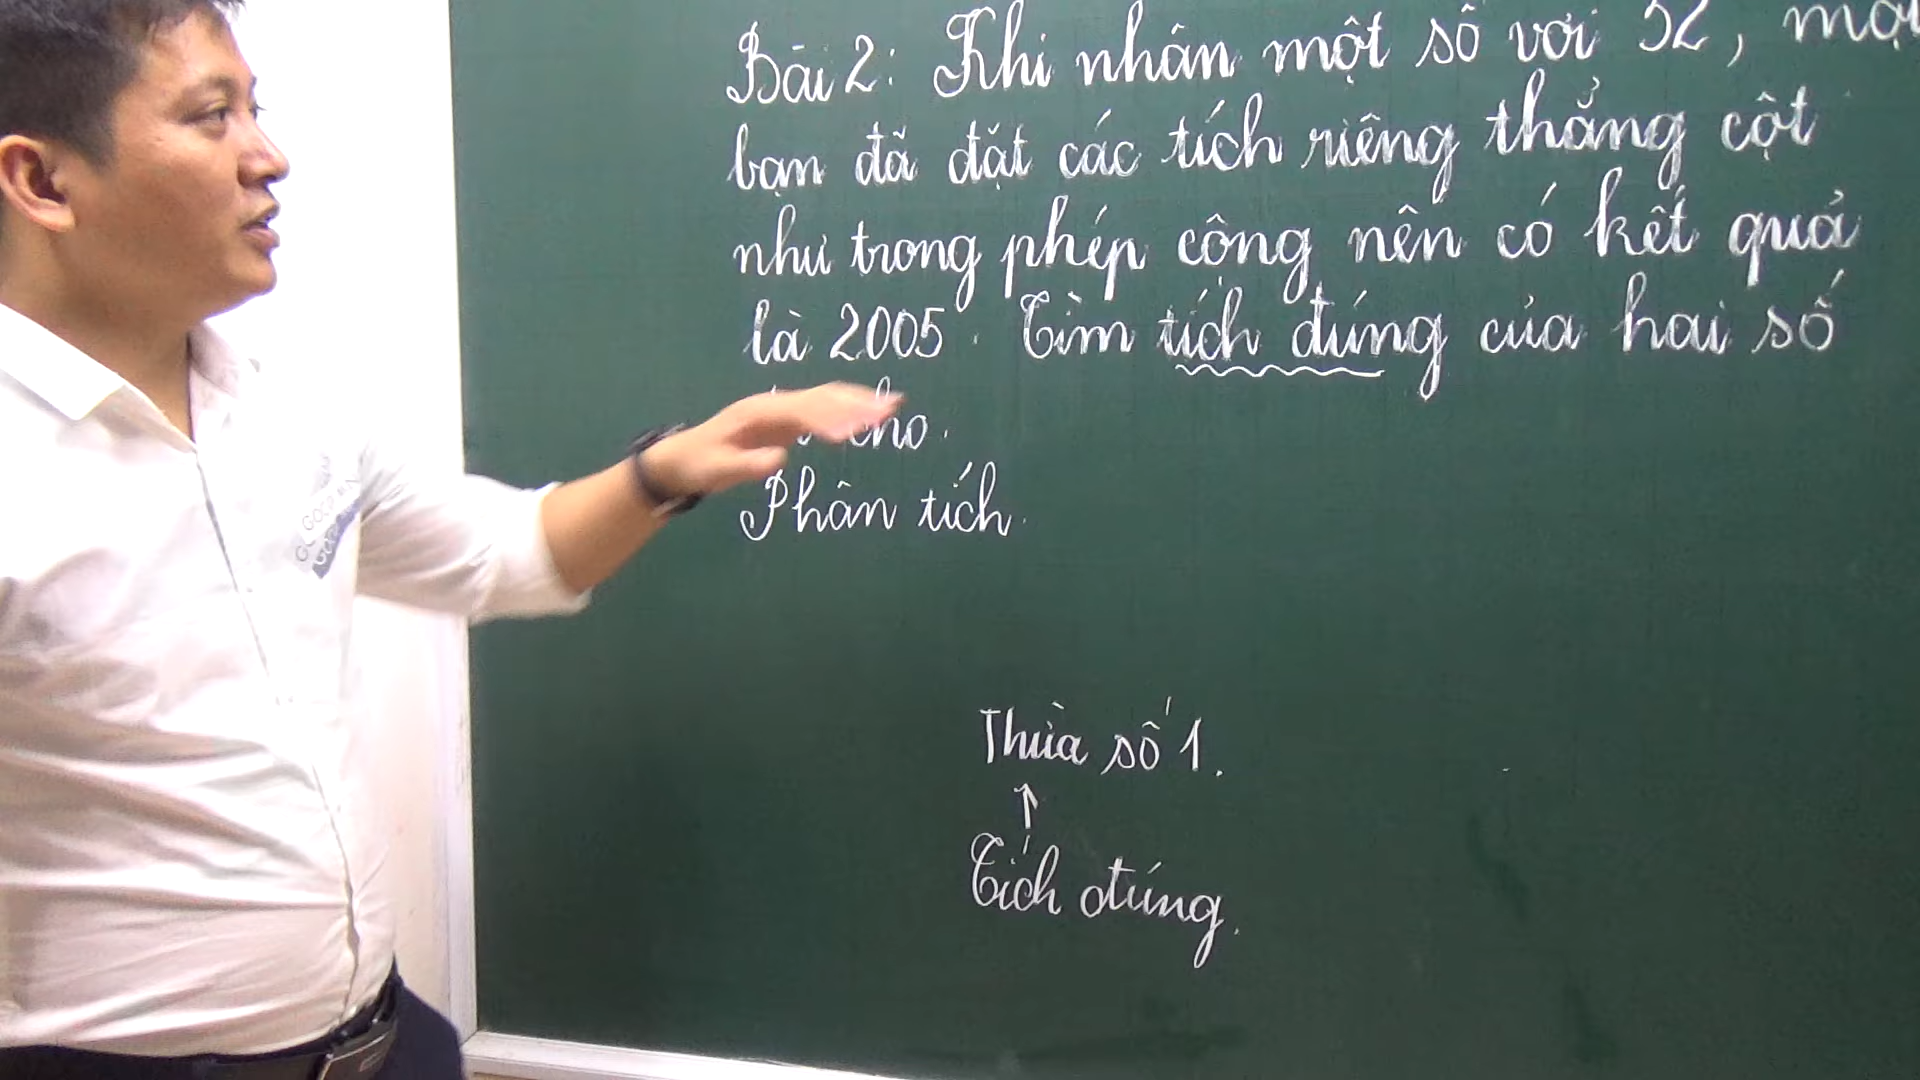 Bài 2: Khi nhân một số với 32, một
bạn đã đặt các tích riêng thẳng cột
như trong phép cộng nên có kết quả
là 2005. Tìm tích đúng của hai số
cho.
Phân tích.
Thừa số 1.
↑
Tích đúng.